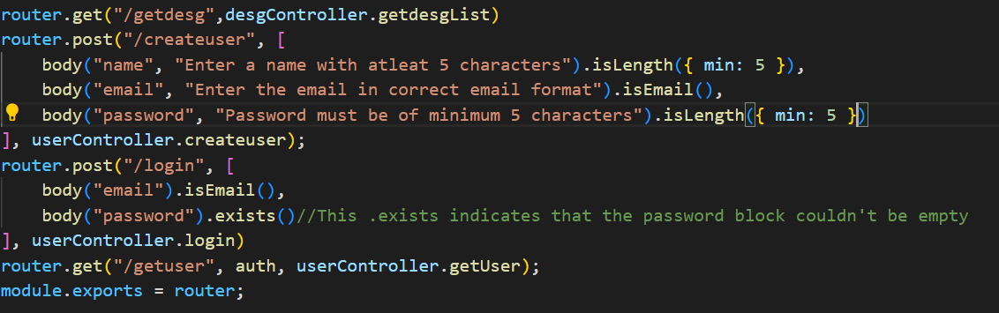 router.get("/getdesg",desgController.getdesgList)
router.post("/createuser", [
    body("name", "Enter a name with atleat 5 characters").isLength({ min: 5 }),
    body("email", "Enter the email in correct email format").isEmail(),
    body("password", "Password must be of minimum 5 characters").isLength({ min: 5 })
], userController.createuser);
router.post("/login", [
    body("email").isEmail(),
    body("password").exists()//This .exists indicates that the password block couldn't be empty
], userController.login)
router.get("/getuser", auth, userController.getUser);
module.exports = router;